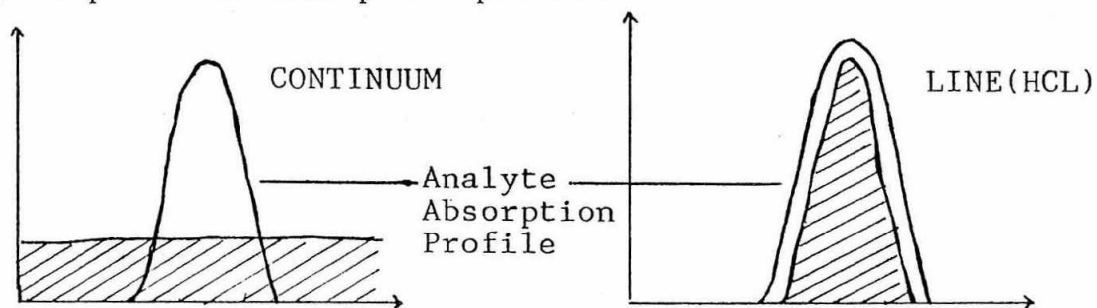 CONTINUUM
LINE(HCL)
Analyte
Absorption
Profile